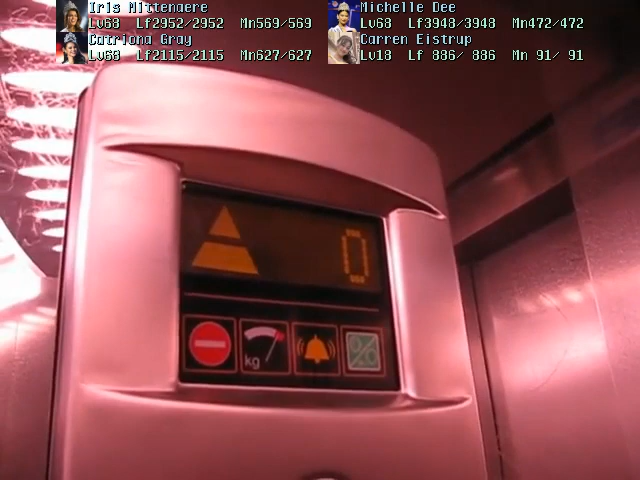 Iris Mittenaere
Lv68 Lf2952/2952 Mn569/569
Catriona Gray
Lv68 Lf2115/2115 Mn627/627
Michelle Dee
Lv68 Lf3948/3948 Mn472/472
Carren Eistrup
Lv18 Lf 886/ 886 Mn 91/ 91
0
kg